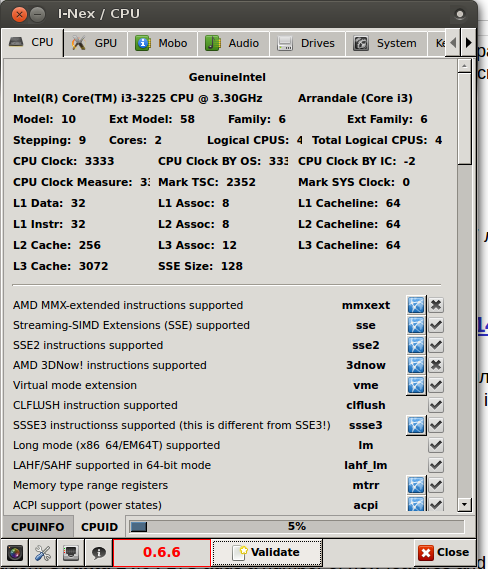 I-Nex / CPU
CPU GPU Mobo Audio Drives System
GenuineIntel
Intel(R) Core(TM) i3-3225 CPU @ 3.30GHz Arrandale (Core i3)
Model: 10 Ext Model: 58 Family: 6 Ext Family: 6
Stepping: 9 Cores: 2 Logical CPUS: 4 Total Logical CPUS: 4
CPU Clock: 3333 CPU Clock BY OS: 333 CPU Clock BY IC: -2
CPU Clock Measure: 3 Mark TSC: 2352 Mark SYS Clock: 0
L1 Data: 32 L1 Assoc: 8 L1 Cacheline: 64
L1 Instr: 32 L2 Assoc: 8 L2 Cacheline: 64
L2 Cache: 256 L3 Assoc: 12 L3 Cacheline: 64
L3 Cache: 3072 SSE Size: 128
AMD MMX-extended instructions supported mmxext
Streaming-SIMD Extensions (SSE) supported sse
SSE2 instructions supported sse2
AMD 3DNow! instructions supported 3dnow
Virtual mode extension vme
CLFLUSH instruction supported clflush
SSSE3 instructionss supported (this is different from SSE3!) ssse3
Long mode (x86_64/EM64T) supported lm
LAHF/SAHF supported in 64-bit mode lahf_lm
Memory type range registers mtrr
ACPI support (power states) acpi
CPUINFO CPUID 5%
0.6.6 Validate Close